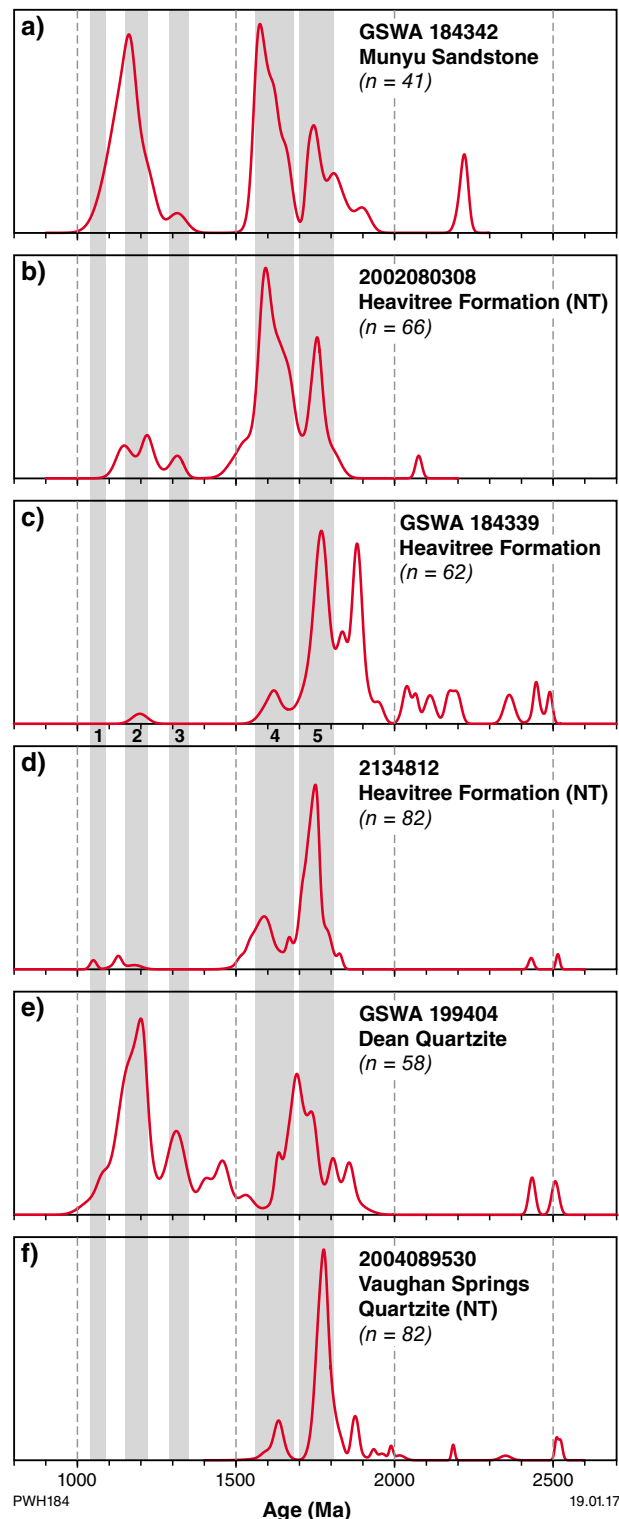 a)
GSWA 184342
Munyu Sandstone
(n = 41)
b)
2002080308
Heavitree Formation (NT)
(n = 66)
c)
GSWA 184339
Heavitree Formation
(n = 62)
1 2 3 4 5
d)
2134812
Heavitree Formation (NT)
(n = 82)
e)
GSWA 199404
Dean Quartzite
(n = 58)
f)
2004089530
Vaughan Springs
Quartzite (NT)
(n = 82)
1000 1500 2000 2500
PWH184
Age (Ma)
19.01.17